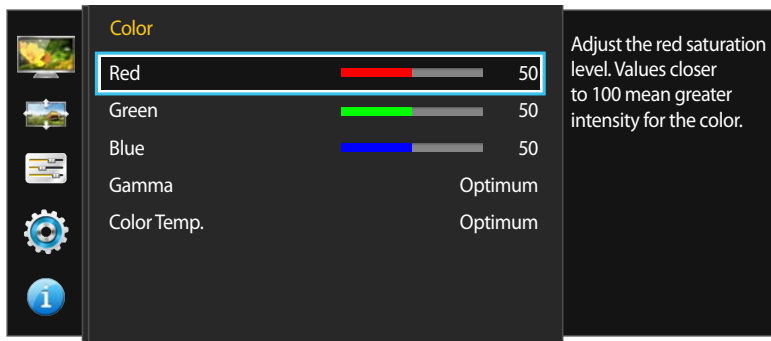 Color
Red 50
Green 50
Blue 50
Gamma Optimum
Color Temp. Optimum
Adjust the red saturation
level. Values closer
to 100 mean greater
intensity for the color.
i